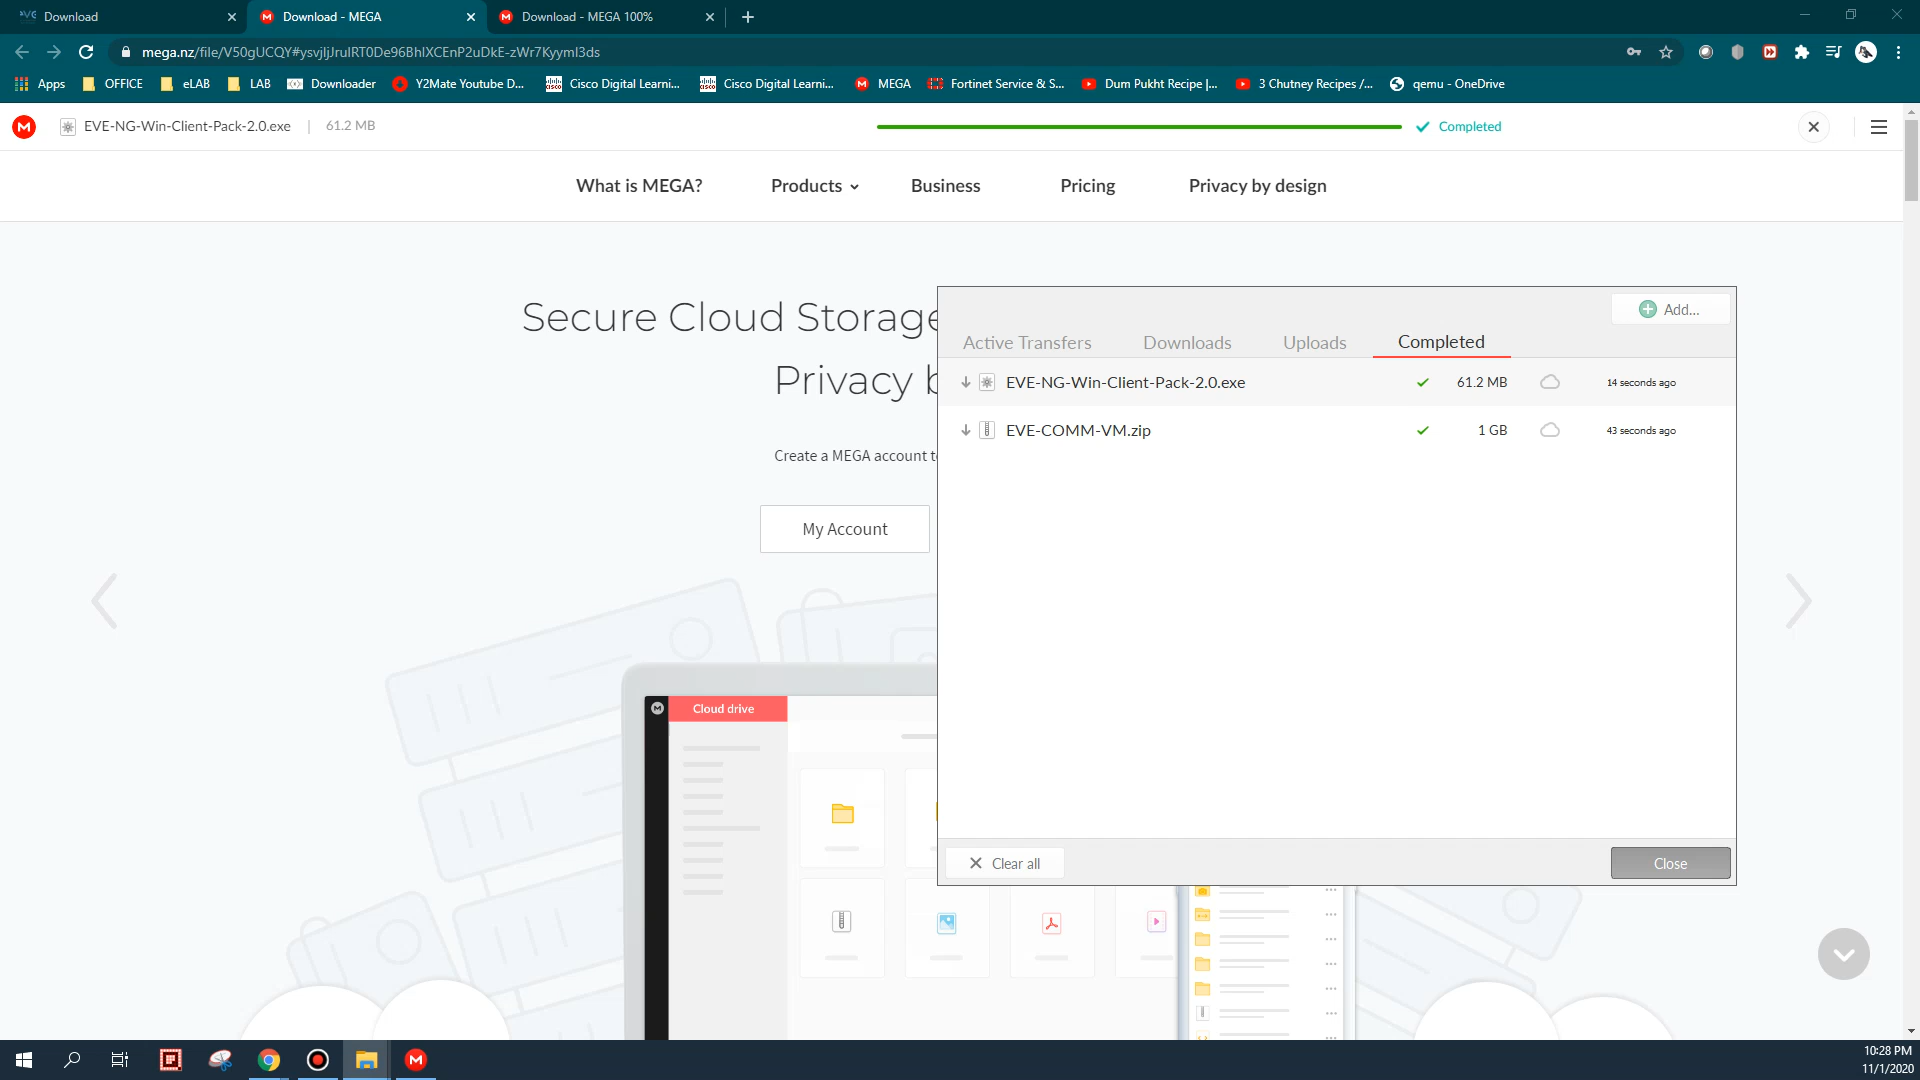 Download
Download - MEGA
Download - MEGA 100%
mega.nz/file/V50gUCQY#ysvjIjJruIRT0De96BhIXCEnP2uDkE-zWr7KyymI3ds
Apps
OFFICE
eLAB
LAB
Downloader
Y2Mate Youtube D...
Cisco Digital Learni...
Cisco Digital Learni...
MEGA
Fortinet Service & S...
Dum Pukht Recipe |...
3 Chutney Recipes /...
qemu - OneDrive
EVE-NG-Win-Client-Pack-2.0.exe | 61.2 MB
Completed
What is MEGA?
Products
Business
Pricing
Privacy by design
Secure Cloud Storage
Privacy b
Create a MEGA account t
My Account
Cloud drive
Add...
Active Transfers
Downloads
Uploads
Completed
EVE-NG-Win-Client-Pack-2.0.exe 61.2 MB 14 seconds ago
EVE-COMM-VM.zip 1 GB 43 seconds ago
Clear all
Close
10:28 PM
11/1/2020